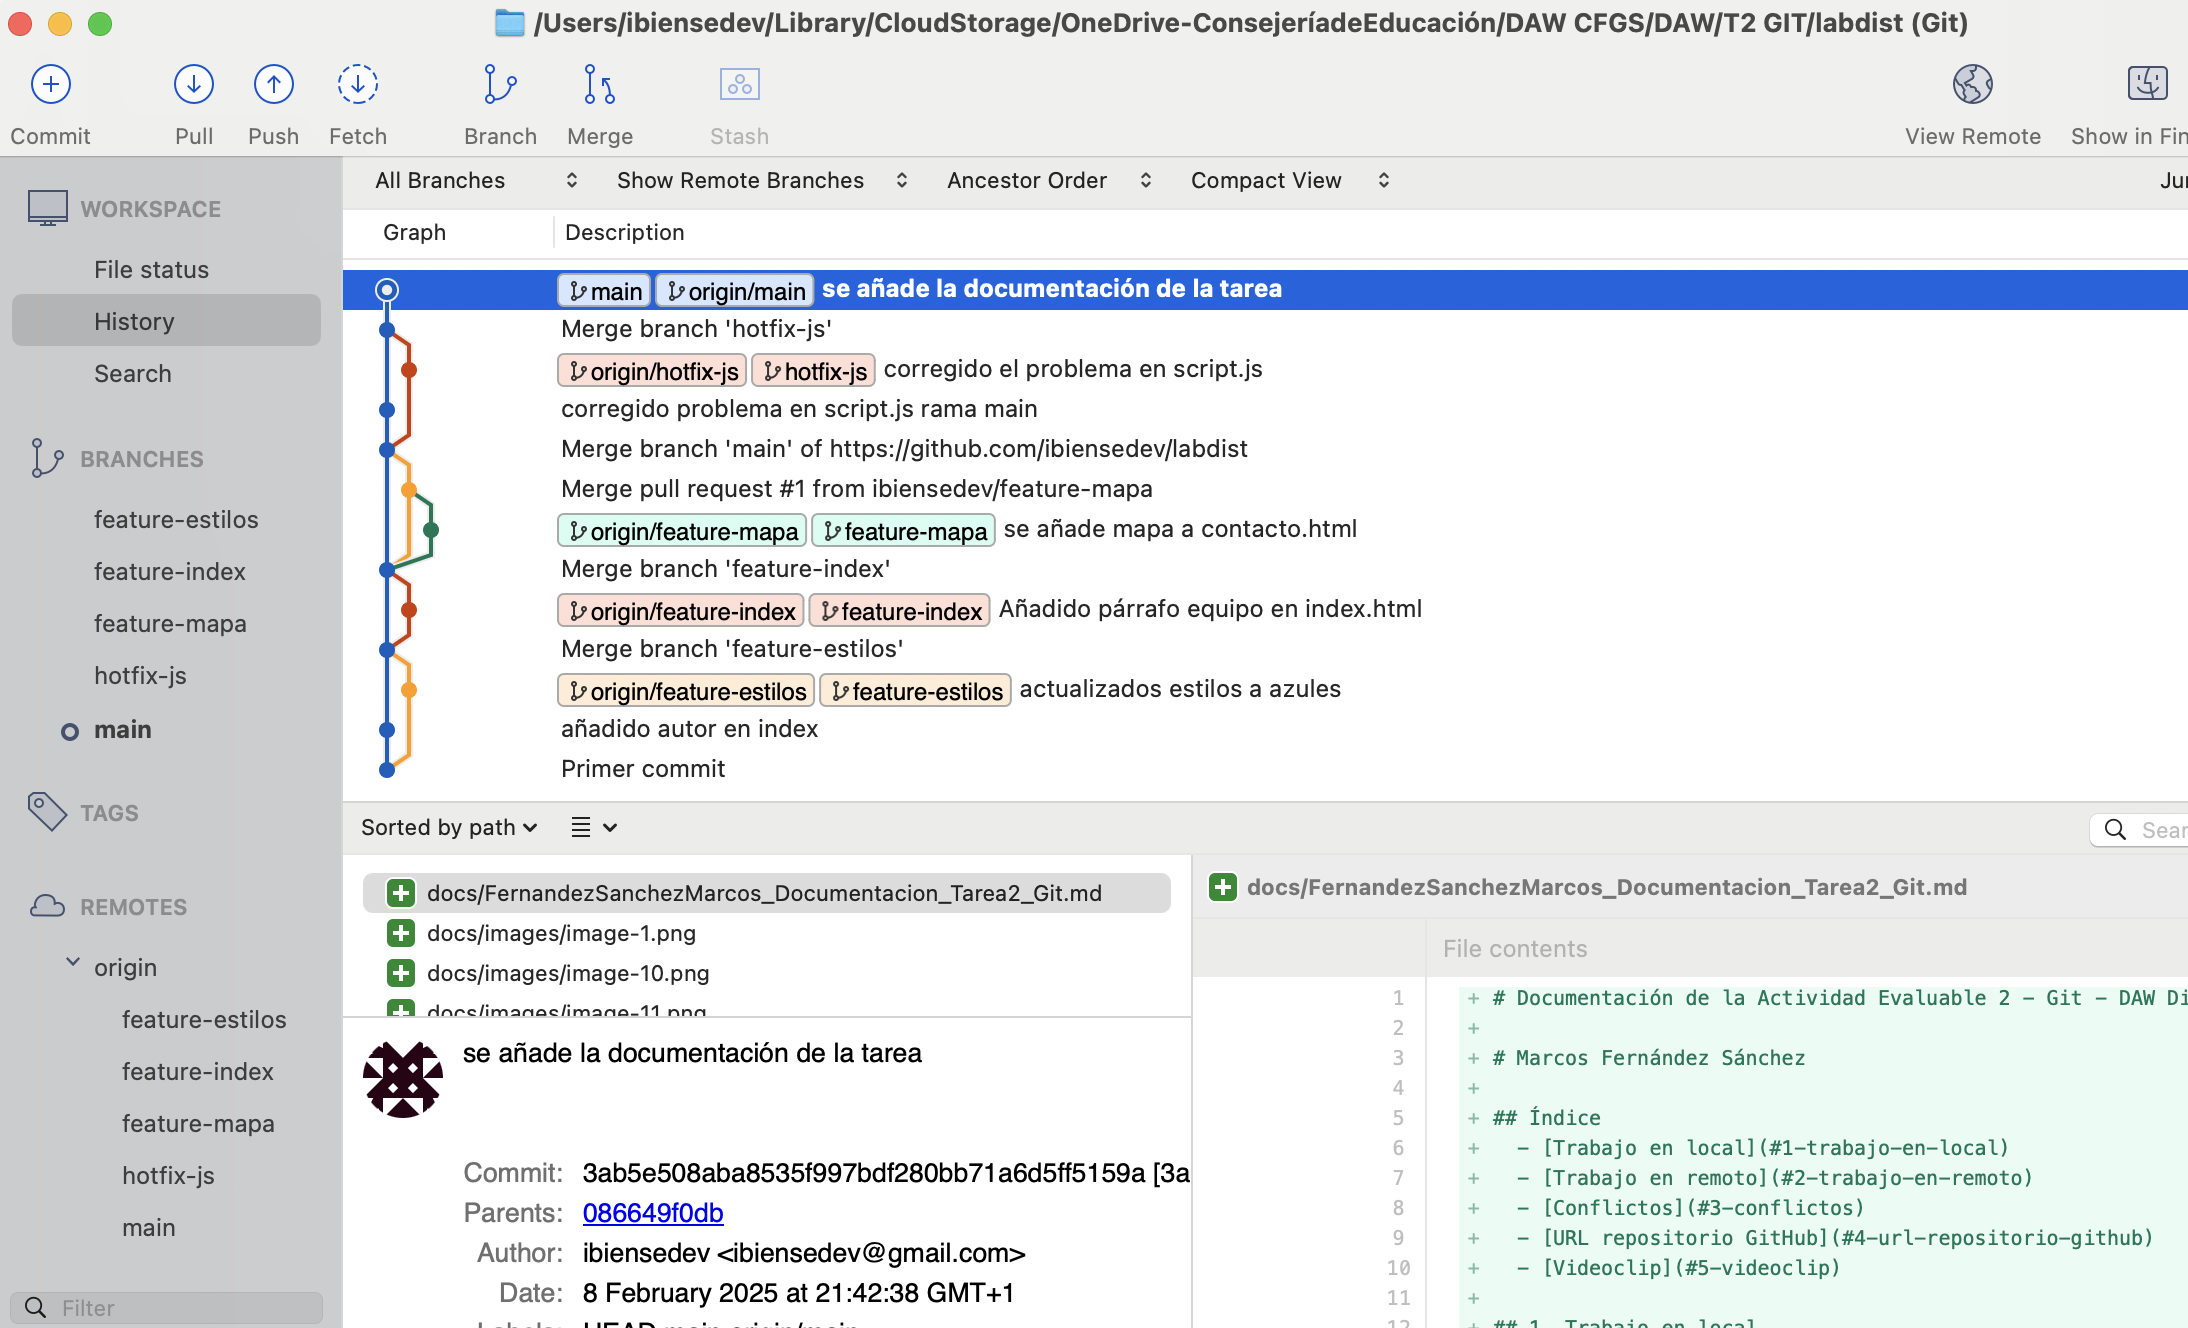 /Users/ibiensedev/Library/CloudStorage/OneDrive-ConsejeríadeEducación/DAW CFGS/DAW/T2 GIT/labdist (Git)
Commit
Pull
Push
Fetch
Branch
Merge
Stash
View Remote
Show in Fin
WORKSPACE
File status
History
Search
BRANCHES
feature-estilos
feature-index
feature-mapa
hotfix-js
main
TAGS
REMOTES
origin
feature-estilos
feature-index
feature-mapa
hotfix-js
main
Filter
All Branches
Show Remote Branches
Ancestor Order
Compact View
Jur
Graph
Description
main origin/main se añade la documentación de la tarea
Merge branch 'hotfix-js'
origin/hotfix-js hotfix-js corregido el problema en script.js
corregido problema en script.js rama main
Merge branch 'main' of https://github.com/ibiensedev/labdist
Merge pull request #1 from ibiensedev/feature-mapa
origin/feature-mapa feature-mapa se añade mapa a contacto.html
Merge branch 'feature-index'
origin/feature-index feature-index Añadido párrafo equipo en index.html
Merge branch 'feature-estilos'
origin/feature-estilos feature-estilos actualizados estilos a azules
añadido autor en index
Primer commit
Sorted by path
Sear
docs/FernandezSanchezMarcos_Documentacion_Tarea2_Git.md
docs/images/image-1.png
docs/images/image-10.png
docs/images/image-11.png
se añade la documentación de la tarea
Commit: 3ab5e508aba8535f997bdf280bb71a6d5ff5159a [3a
Parents: 086649f0db
Author: ibiensedev <ibiensedev@gmail.com>
Date: 8 February 2025 at 21:42:38 GMT+1
Labels: HEAD main origin/main
docs/FernandezSanchezMarcos_Documentacion_Tarea2_Git.md
File contents
1 + # Documentación de la Actividad Evaluable 2 - Git - DAW Di
2 +
3 + # Marcos Fernández Sánchez
4 +
5 + ## Índice
6 + - [Trabajo en local](#1-trabajo-en-local)
7 + - [Trabajo en remoto](#2-trabajo-en-remoto)
8 + - [Conflictos](#3-conflictos)
9 + - [URL repositorio GitHub](#4-url-repositorio-github)
10 + - [Videoclip](#5-videoclip)
11 +
12 + ## 1. Trabajo en local